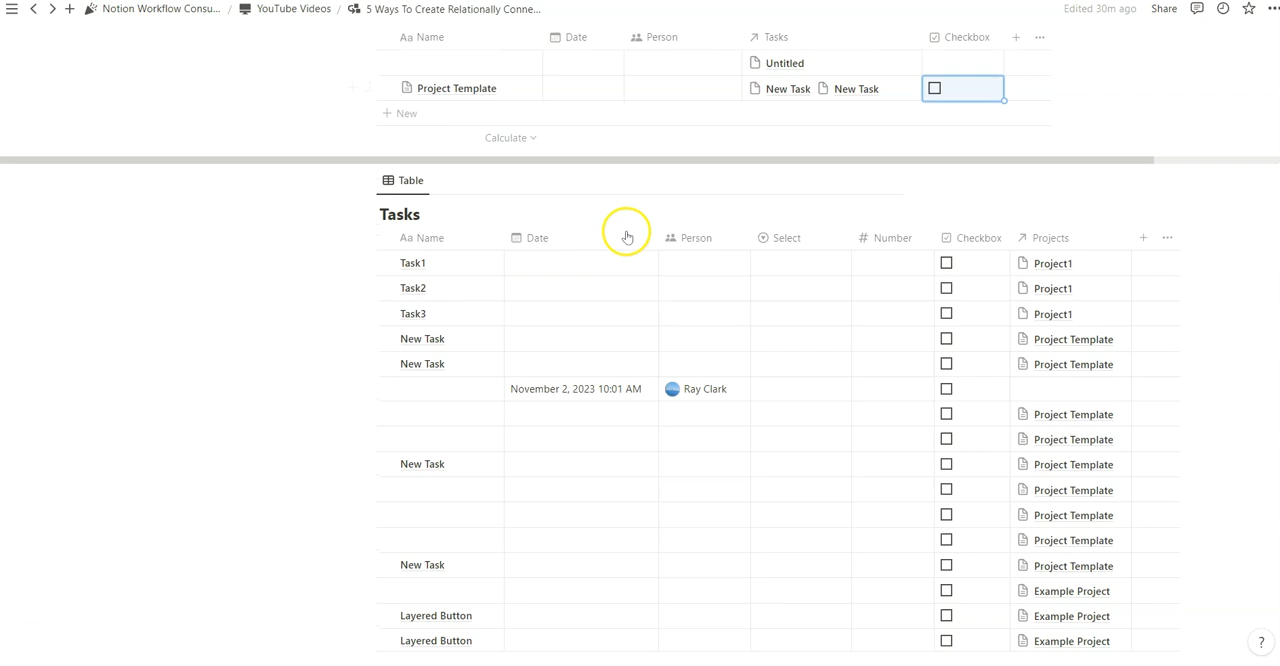 Notion Workflow Consu... / YouTube Videos / 5 Ways To Create Relationally Conne... Edited 30m ago Share
Aa Name Date Person Tasks Checkbox
Untitled
Project Template New Task New Task
New
Calculate
Table
Tasks
Aa Name Date Person Select # Number Checkbox Projects
Task1 Project1
Task2 Project1
Task3 Project1
New Task Project Template
New Task Project Template
November 2, 2023 10:01 AM Ray Clark
Project Template
Project Template
New Task Project Template
Project Template
Project Template
Project Template
New Task Project Template
Example Project
Layered Button Example Project
Layered Button Example Project
?